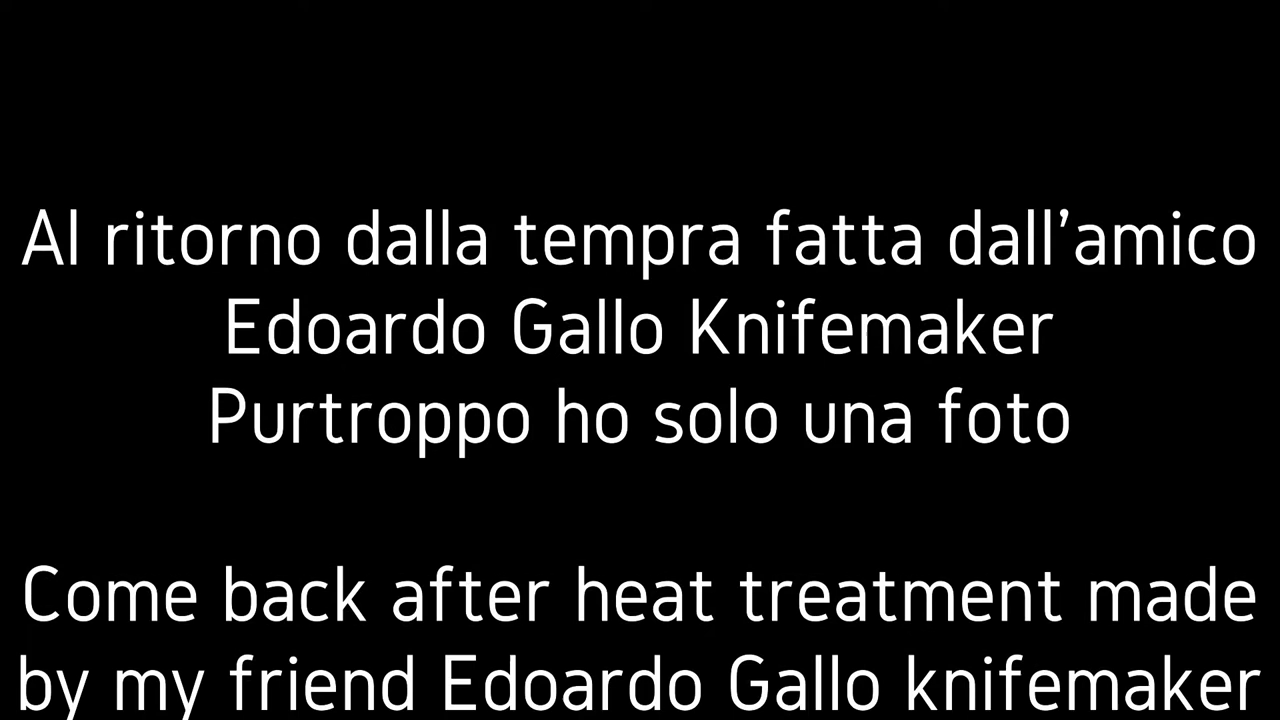 Al ritorno dalla tempra fatta dall’amico
Edoardo Gallo Knifemaker
Purtroppo ho solo una foto
Come back after heat treatment made
by my friend Edoardo Gallo knifemaker